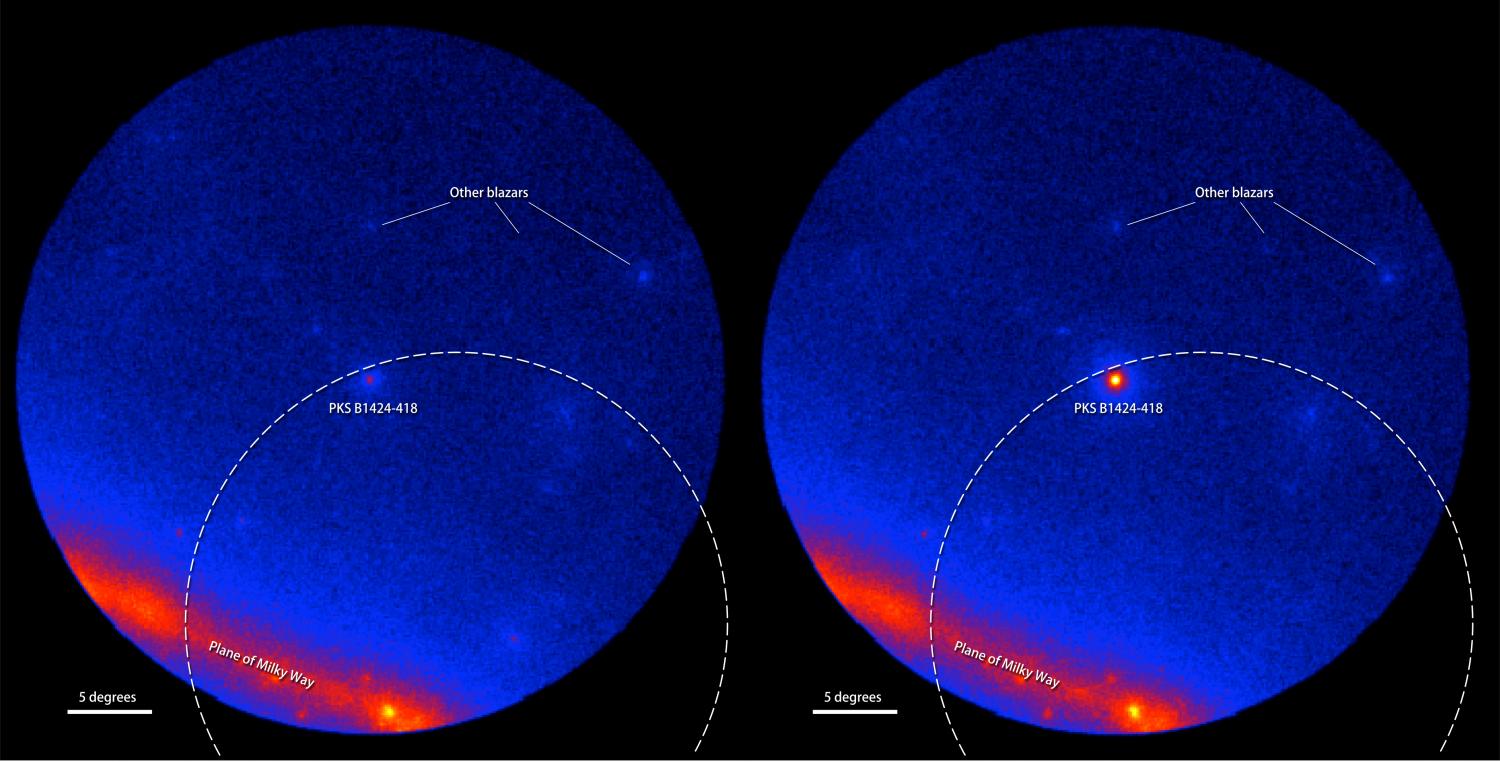 Other blazars
PKS B1424-418
Plane of Milky Way
5 degrees
Other blazars
PKS B1424-418
Plane of Milky Way
5 degrees